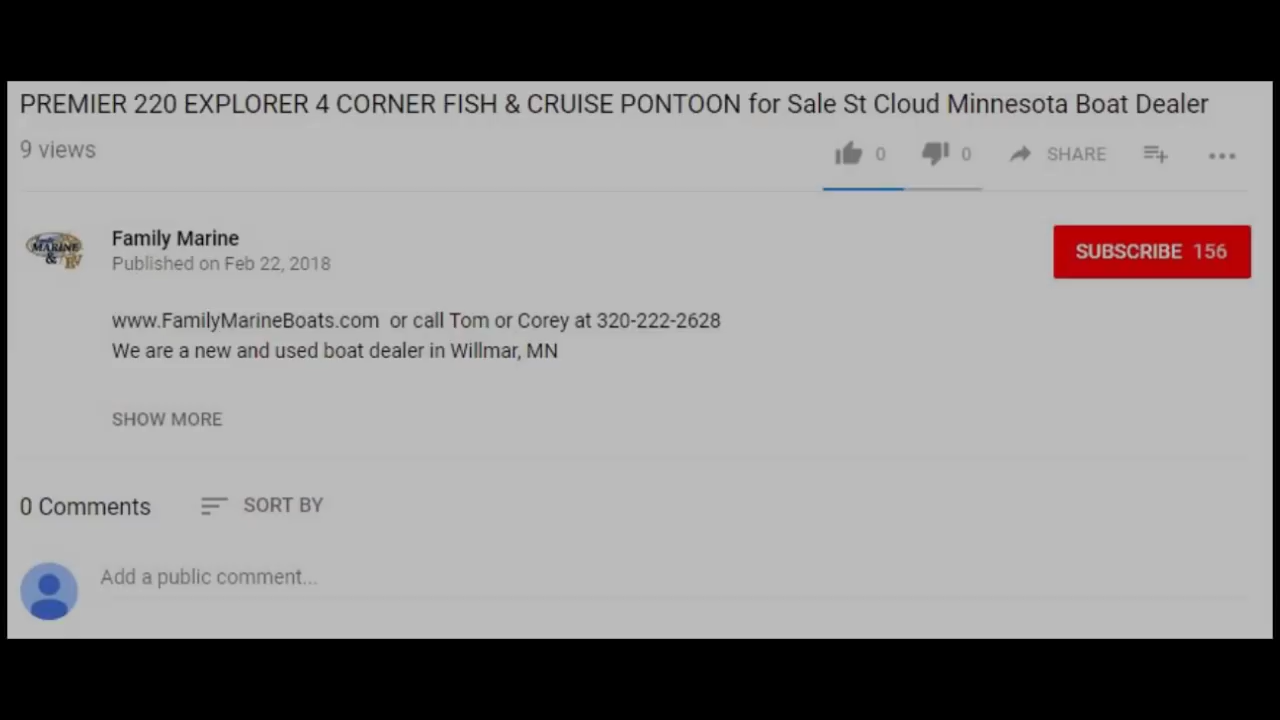 PREMIER 220 EXPLORER 4 CORNER FISH & CRUISE PONTOON for Sale St Cloud Minnesota Boat Dealer
9 views
0 0 SHARE
MARINE & RV
Family Marine
Published on Feb 22, 2018
SUBSCRIBE 156
www.FamilyMarineBoats.com or call Tom or Corey at 320-222-2628
We are a new and used boat dealer in Willmar, MN
SHOW MORE
0 Comments SORT BY
Add a public comment...